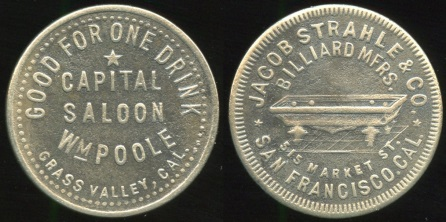 GOOD FOR ONE DRINK
CAPITAL
SALOON
WM POOLE
GRASS VALLEY, CAL.
JACOB STRAHLE & CO
BILLIARD MFRS.
515 MARKET ST.
SAN FRANCISCO, CAL.